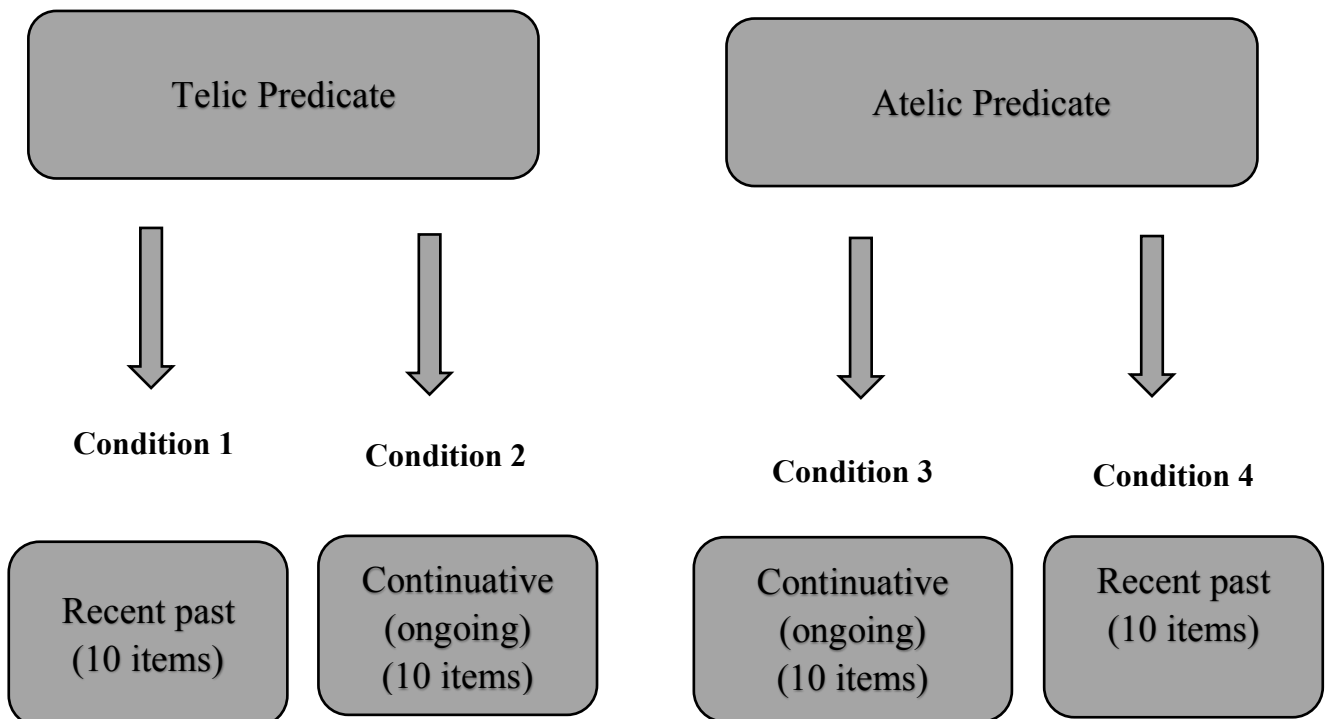 Telic Predicate
Atelic Predicate
Condition 1
Condition 2
Condition 3
Condition 4
Recent past
(10 items)
Continuative
(ongoing)
(10 items)
Continuative
(ongoing)
(10 items)
Recent past
(10 items)